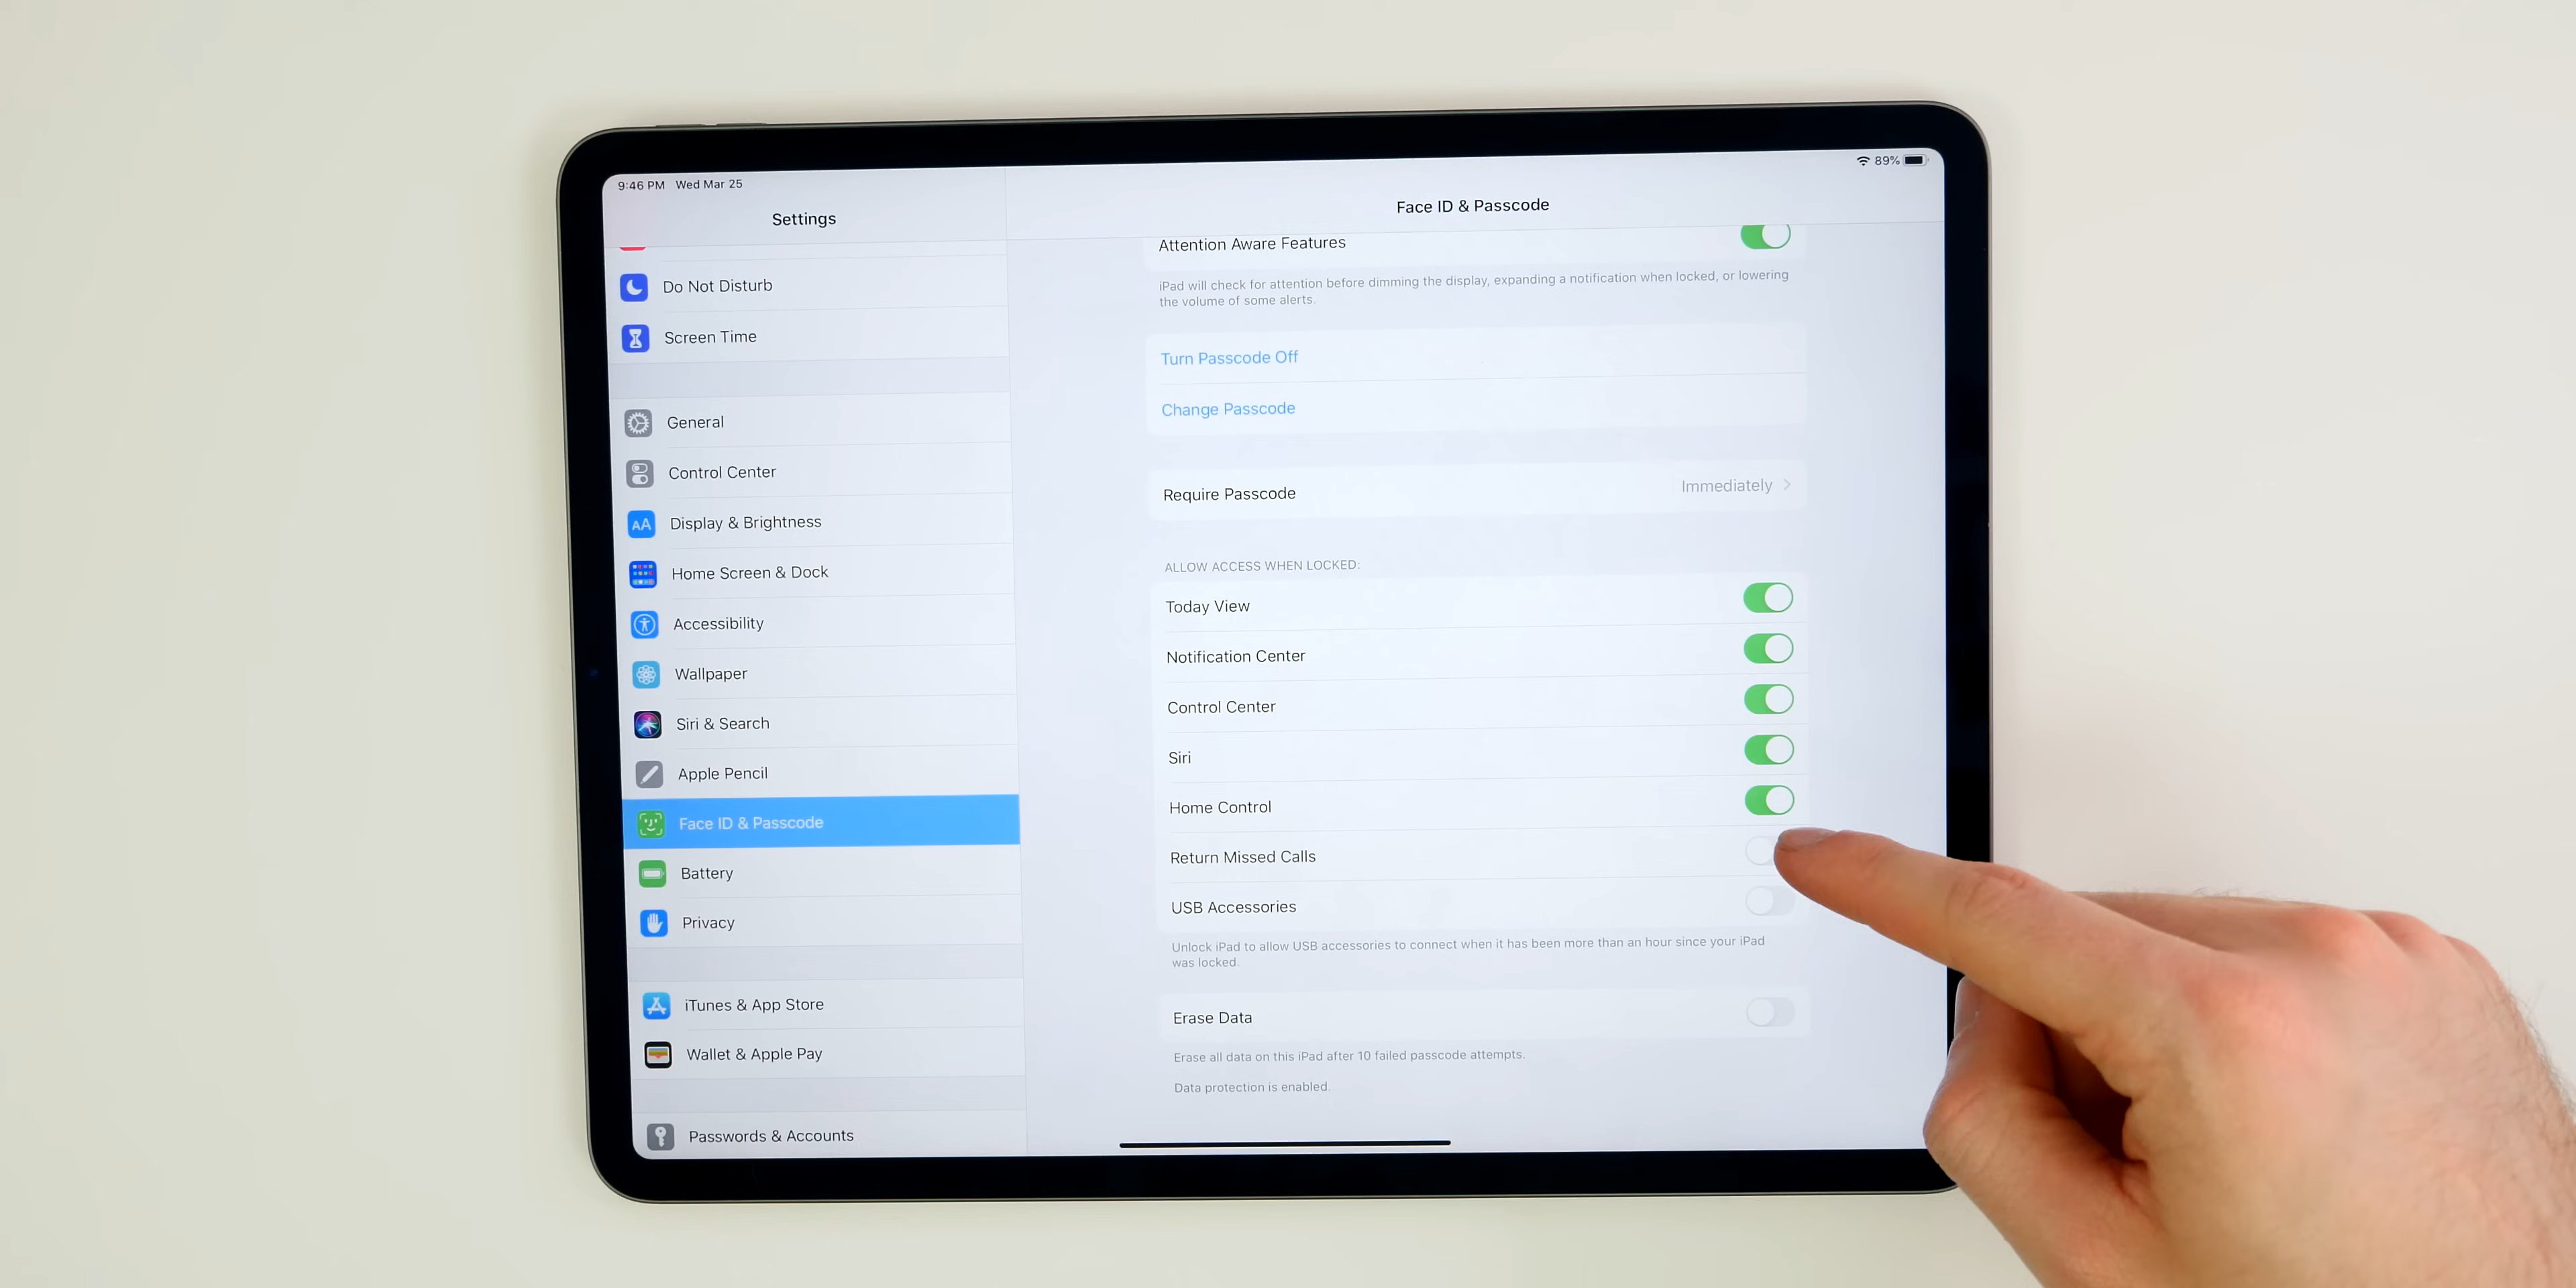 9:46 PM Wed Mar 25
89%
Settings
Do Not Disturb
Screen Time
General
Control Center
AA
Display & Brightness
Home Screen & Dock
Accessibility
Wallpaper
Siri & Search
Apple Pencil
Face ID & Passcode
Battery
Privacy
iTunes & App Store
Wallet & Apple Pay
Passwords & Accounts
Face ID & Passcode
Attention Aware Features
iPad will check for attention before dimming the display, expanding a notification when locked, or lowering
the volume of some alerts.
Turn Passcode Off
Change Passcode
Require Passcode Immediately
ALLOW ACCESS WHEN LOCKED:
Today View
Notification Center
Control Center
Siri
Home Control
Return Missed Calls
USB Accessories
Unlock iPad to allow USB accessories to connect when it has been more than an hour since your iPad
was locked.
Erase Data
Erase all data on this iPad after 10 failed passcode attempts.
Data protection is enabled.